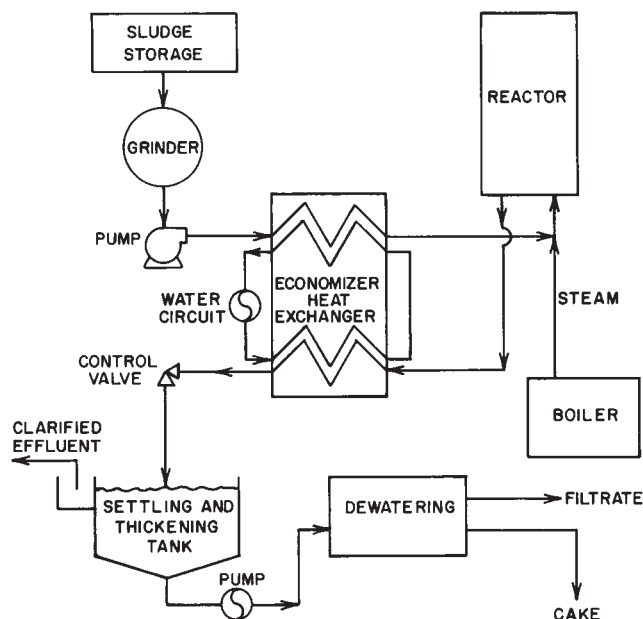 SLUDGE
STORAGE
REACTOR
GRINDER
PUMP
ECONOMIZER
HEAT
EXCHANGER
WATER
CIRCUIT
STEAM
CONTROL
VALVE
BOILER
CLARIFIED
EFFLUENT
SETTLING AND
THICKENING
TANK
DEWATERING
FILTRATE
PUMP
CAKE